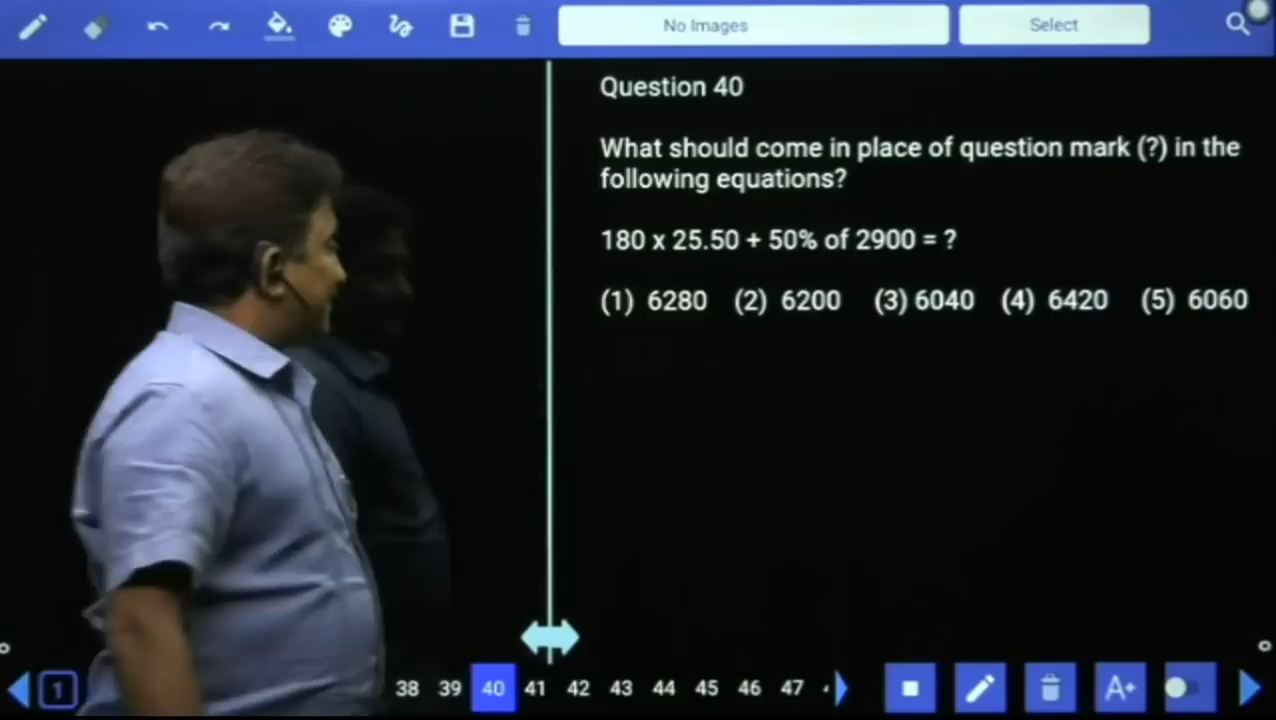 No Images Select
Question 40
What should come in place of question mark (?) in the
following equations?
180 x 25.50 + 50% of 2900 = ?
(1) 6280 (2) 6200 (3) 6040 (4) 6420 (5) 6060
1 38 39 40 41 42 43 44 45 46 47 A+